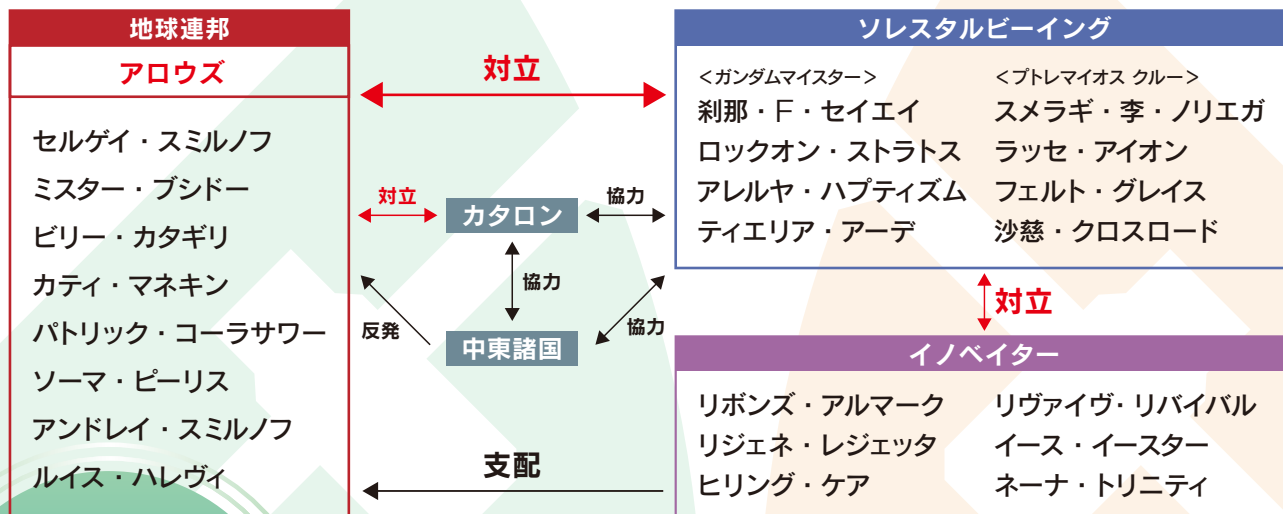 地球連邦
アロウズ
セルゲイ・スミルノフ
ミスター・ブシドー
ビリー・カタギリ
カティ・マネキン
パトリック・コーラサワー
ソーマ・ピーリス
アンドレイ・スミルノフ
ルイス・ハレヴィ
対立
対立
カタロン
協力
協力
反発
中東諸国
協力
支配
ソレスタルビーイング
<ガンダムマイスター>
刹那・F・セイエイ
ロックオン・ストラトス
アレルヤ・ハプティズム
ティエリア・アーデ
<プトレマイオス クルー>
スメラギ・李・ノリエガ
ラッセ・アイオン
フェルト・グレイス
沙慈・クロスロード
対立
イノベイター
リボンズ・アルマーク
リジェネ・レジェッタ
ヒリング・ケア
リヴァイヴ・リバイバル
イース・イースター
ネーナ・トリニティ